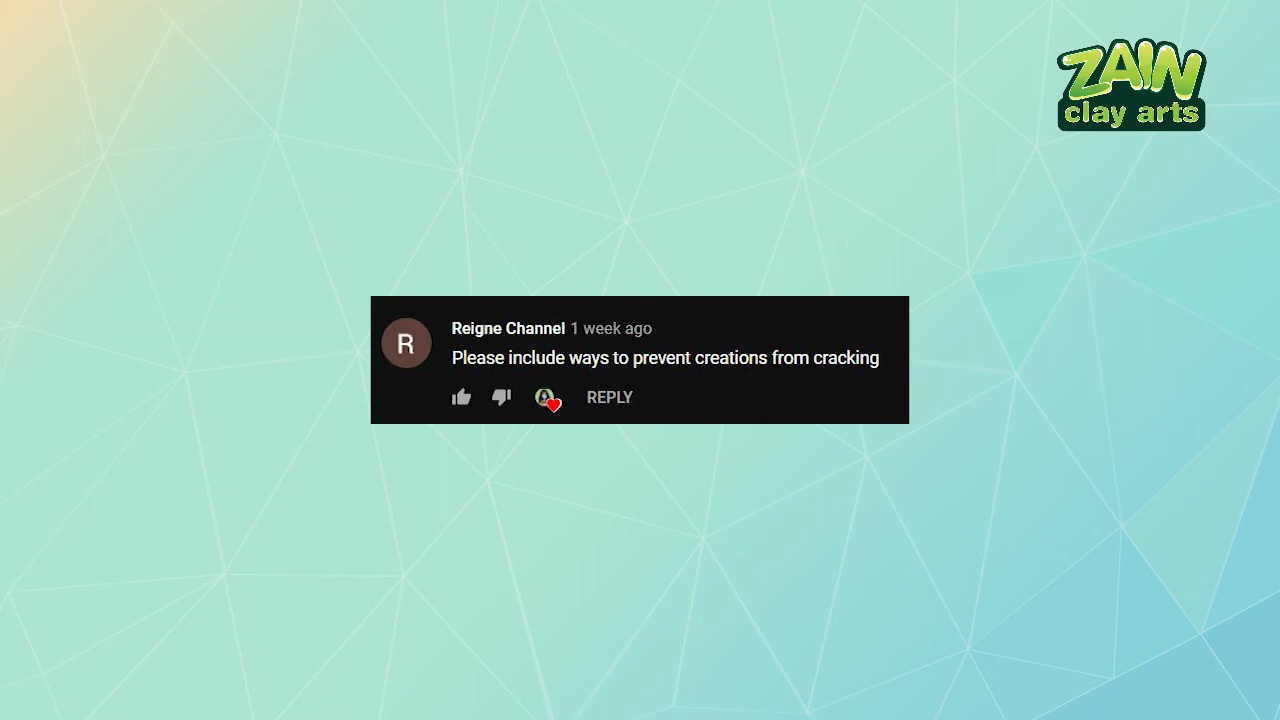 ZAIN
clay arts
Reigne Channel 1 week ago
R
Please include ways to prevent creations from cracking
REPLY